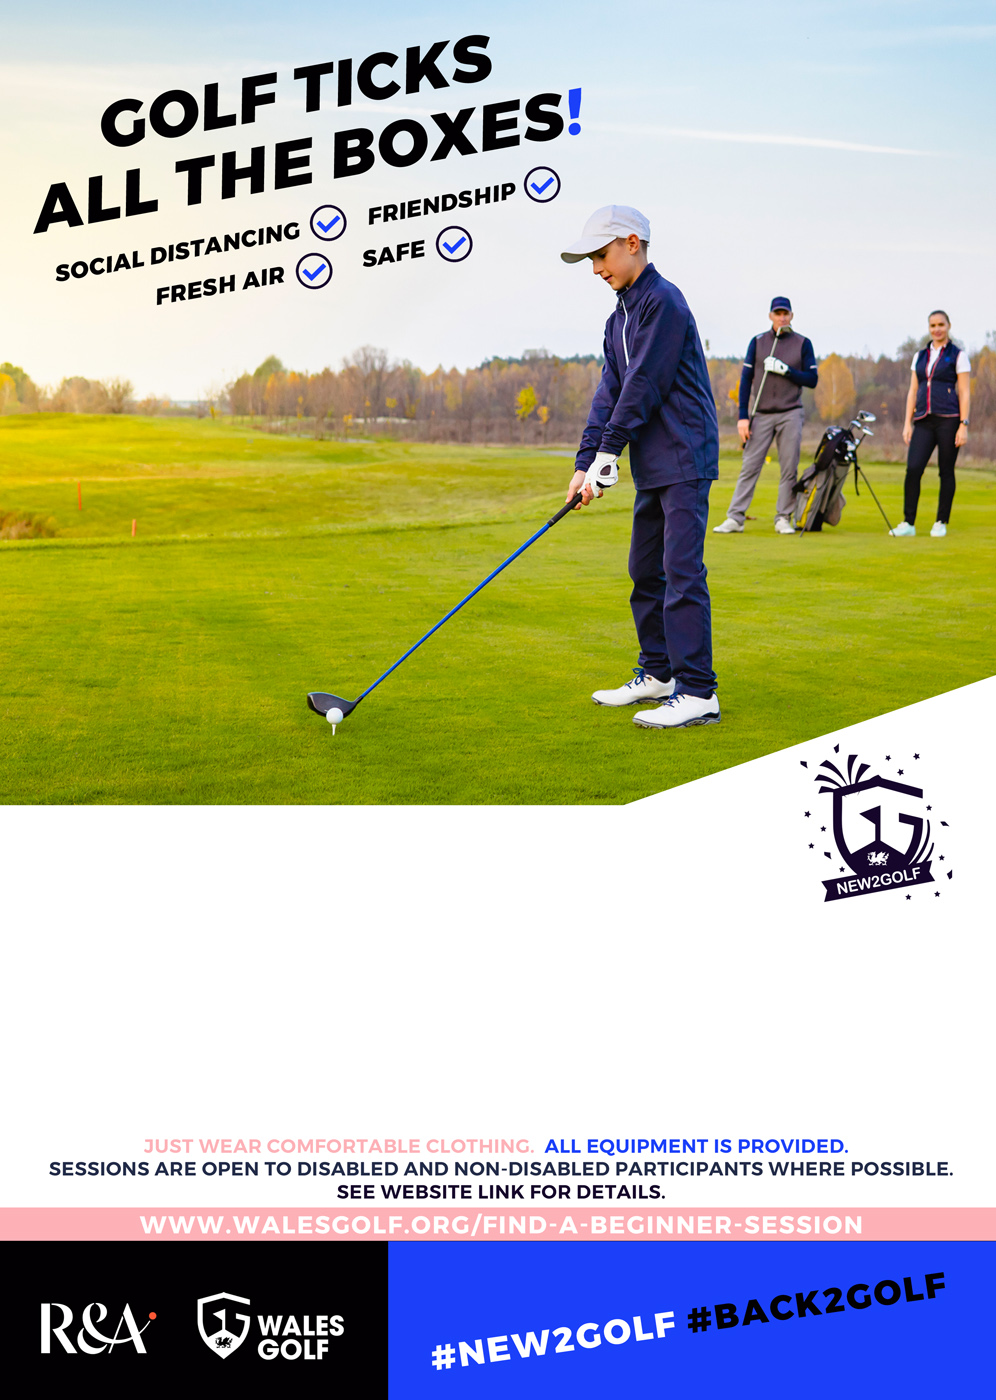 GOLF TICKS
ALL THE BOXES!
SOCIAL DISTANCING FRIENDSHIP
FRESH AIR SAFE
NEW2GOLF
JUST WEAR COMFORTABLE CLOTHING. ALL EQUIPMENT IS PROVIDED.
SESSIONS ARE OPEN TO DISABLED AND NON-DISABLED PARTICIPANTS WHERE POSSIBLE.
SEE WEBSITE LINK FOR DETAILS.
WWW.WALESGOLF.ORG/FIND-A-BEGINNER-SESSION
R&A
WALES
GOLF
#NEW2GOLF #BACK2GOLF